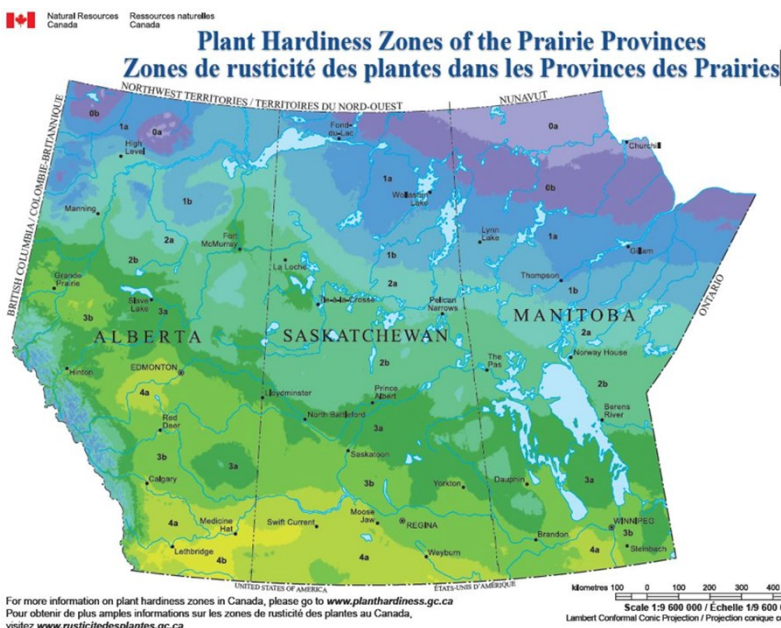 Natural Resources Ressources naturelles
Canada Canada
Plant Hardiness Zones of the Prairie Provinces
Zones de rusticité des plantes dans les Provinces des Prairies
NORTHWEST TERRITORIES / TERRITOIRES DU NORD-OUEST
NUNAVUT
BRITISH COLUMBIA / COLOMBIE-BRITANNIQUE
ONTARIO
0b
1a
0a
Fond-
du-Lac
0a
Churchill
High
Level
1a
0b
Wollaston
Lake
1b
Manning
2a
Fort
McMurray
Lynn
Lake
1a
Gillam
2b
La Loche
1b
Thompson
1b
Grande
Prairie
2a
Slave
Lake
3a
Ile-a-la-Crosse
Pelican
Narrows
3b
ALBERTA
SASKATCHEWAN
MANITOBA
2a
Hinton
EDMONTON
2b
The
Pas
Norway House
4a
Lloydminster
Prince
Albert
2b
Red
Deer
North Battleford
Berens
River
3a
3b
3a
Saskatoon
Calgary
3b
Yorkton
Dauphin
3a
4a
Medicine
Hat
Swift Current
Moose
Jaw
REGINA
WINNIPEG
Brandon
3b
Lethbridge
4b
4a
Weyburn
4a
Steinbach
UNITED STATES OF AMERICA
ÉTATS-UNIS D'AMÉRIQUE
For more information on plant hardiness zones in Canada, please go to www.planthardiness.gc.ca
Pour obtenir de plus amples informations sur les zones de rusticité des plantes au Canada,
visitez www.rusticitedesplantes.gc.ca
kilometres 100 0 100 200 300 400
Scale 1:9 600 000 / Échelle 1/9 600
Lambert Conformal Conic Projection / Projection conique